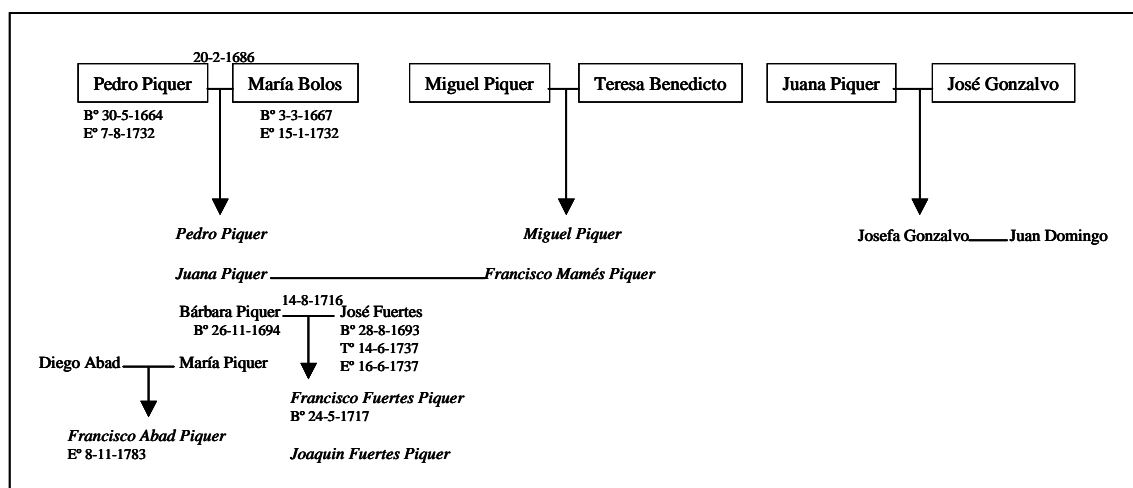 20-2-1686
Pedro Piquer María Bolos Miguel Piquer Teresa Benedicto Juana Piquer José Gonzalvo
Bº 30-5-1664 Bº 3-3-1667
Eº 7-8-1732 Eº 15-1-1732
Pedro Piquer Miguel Piquer Josefa Gonzalvo Juan Domingo
Juana Piquer Francisco Mamés Piquer
14-8-1716
Bárbara Piquer José Fuertes
Bº 26-11-1694 Bº 28-8-1693
Tº 14-6-1737
Diego Abad María Piquer Eº 16-6-1737
Francisco Fuertes Piquer
Bº 24-5-1717
Francisco Abad Piquer
Eº 8-11-1783 Joaquin Fuertes Piquer